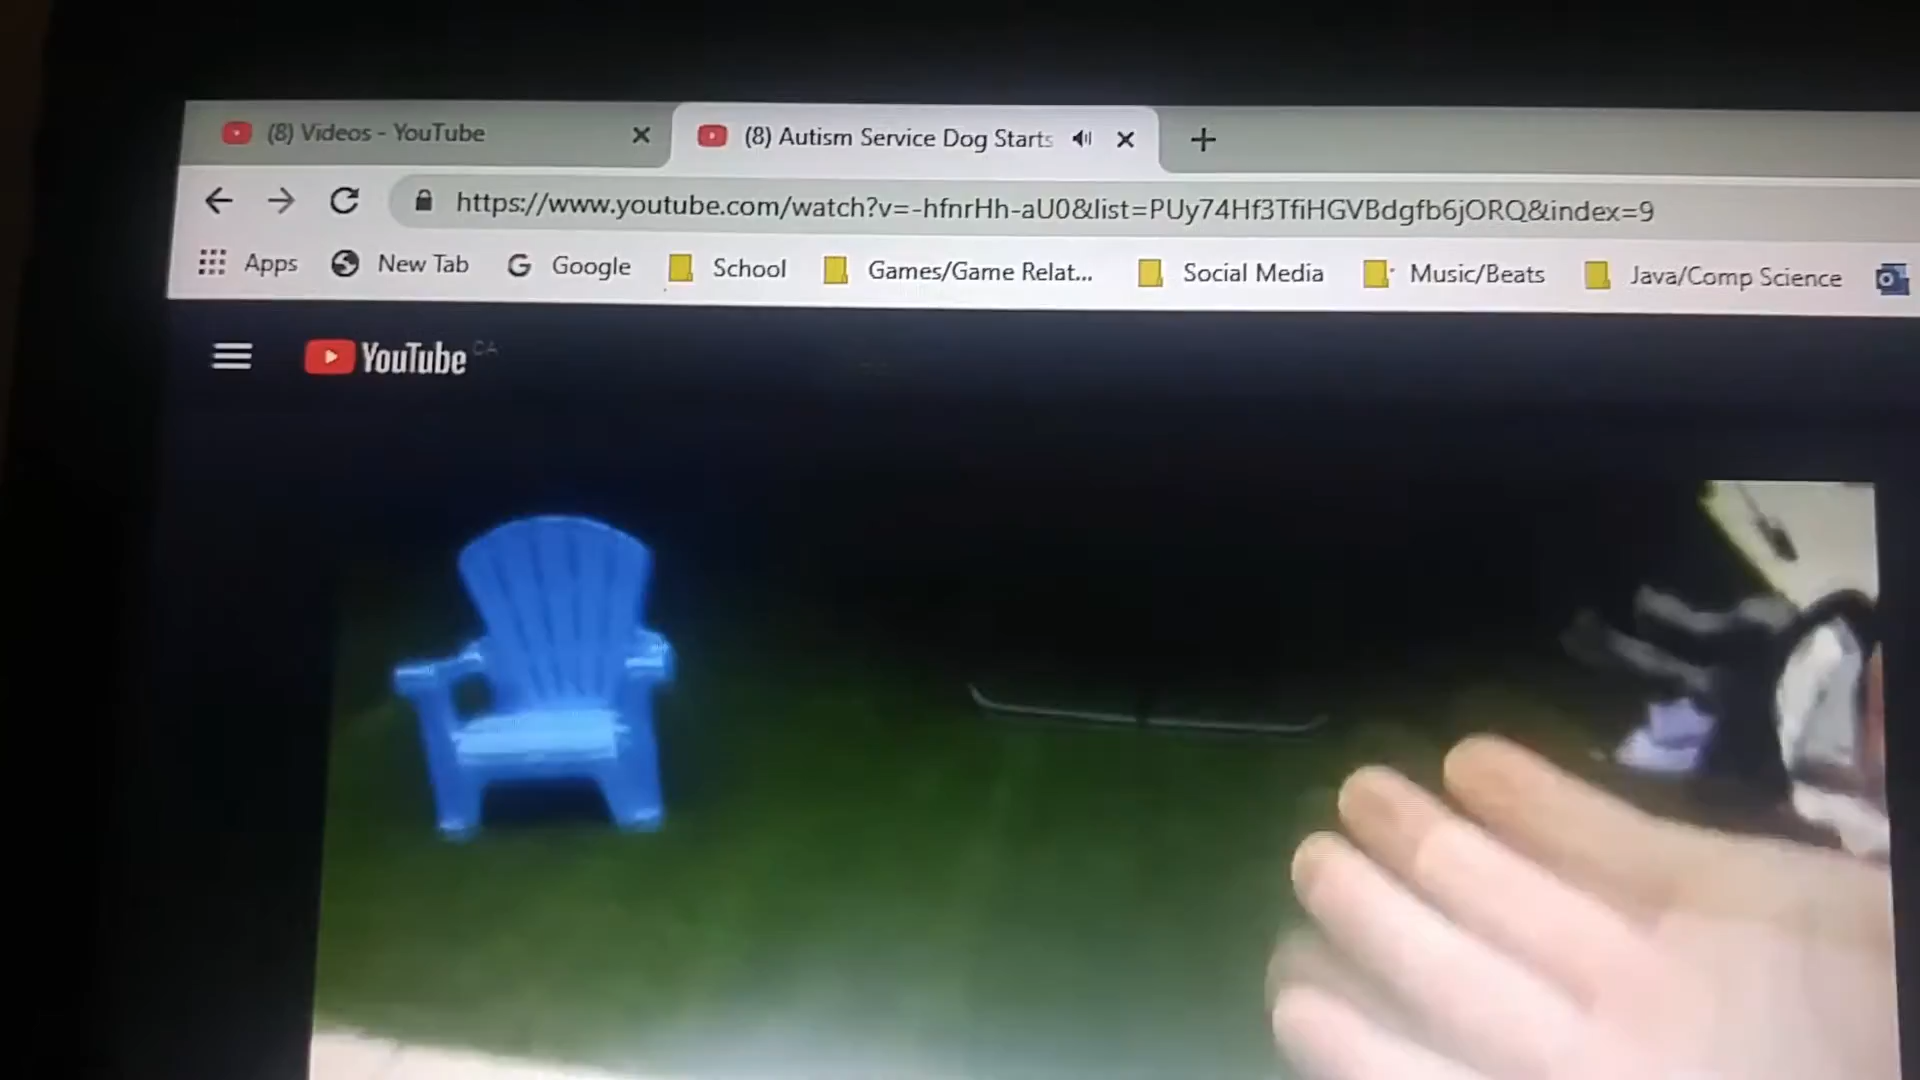 (8) Videos - YouTube
(8) Autism Service Dog Starts
https://www.youtube.com/watch?v=-hfnrHh-aU0&list=PUy74Hf3TfiHGVBdgfb6jORQ&index=9
Apps New Tab Google School Games/Game Relat... Social Media Music/Beats Java/Comp Science
YouTube CA